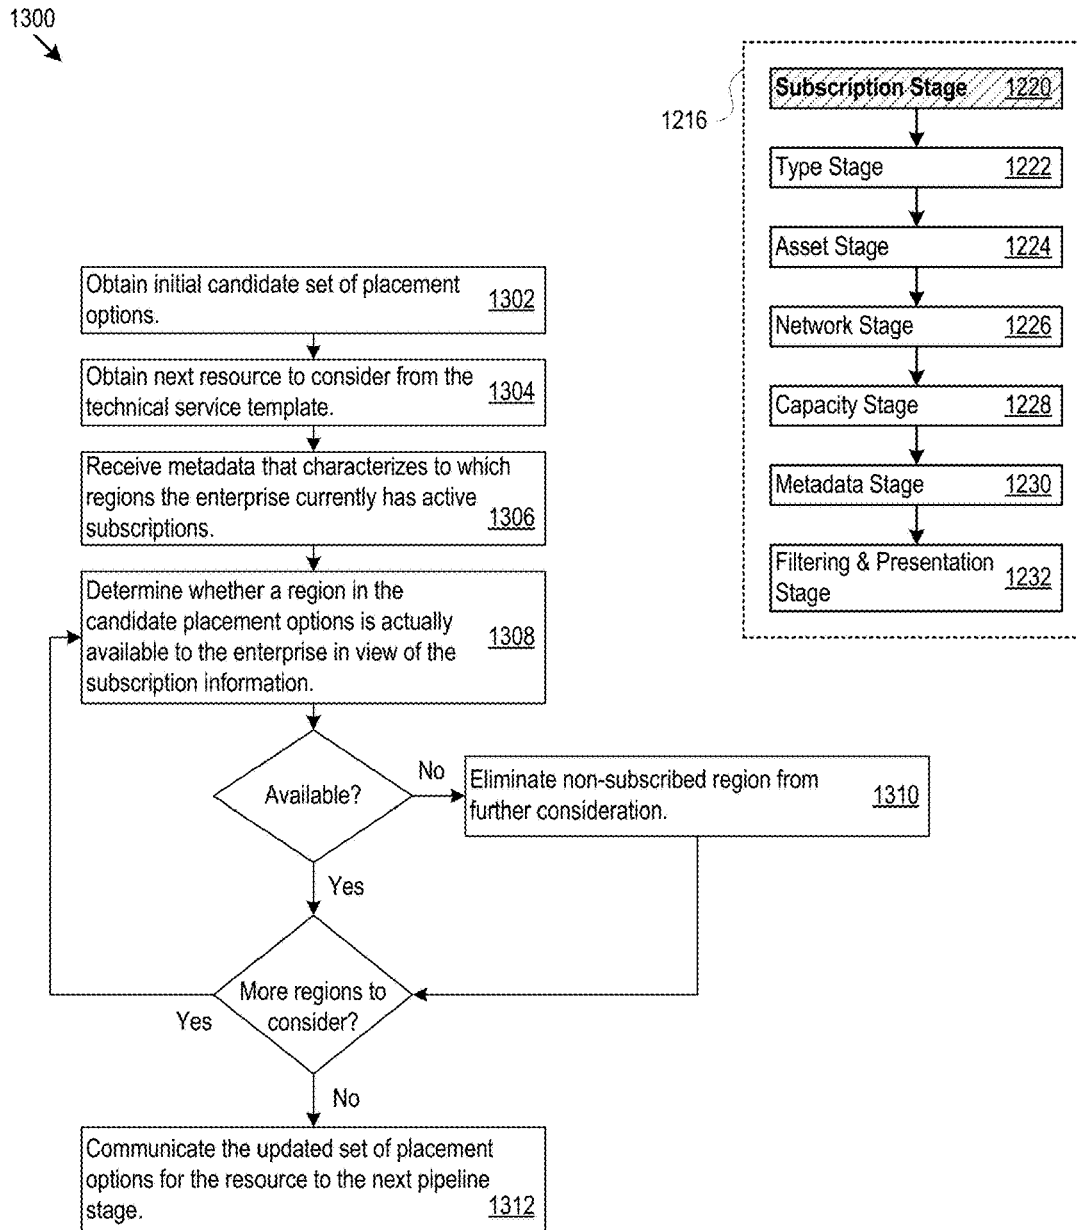 1300
1216
Subscription Stage 1220
Type Stage 1222
Asset Stage 1224
Network Stage 1226
Capacity Stage 1228
Metadata Stage 1230
Filtering & Presentation
Stage 1232
Obtain initial candidate set of placement
options. 1302
Obtain next resource to consider from the
technical service template. 1304
Receive metadata that characterizes to which
regions the enterprise currently has active
subscriptions. 1306
Determine whether a region in the
candidate placement options is actually
available to the enterprise in view of the
subscription information. 1308
Available?
No
Eliminate non-subscribed region from
further consideration. 1310
Yes
More regions to
consider?
Yes
No
Communicate the updated set of placement
options for the resource to the next pipeline
stage. 1312